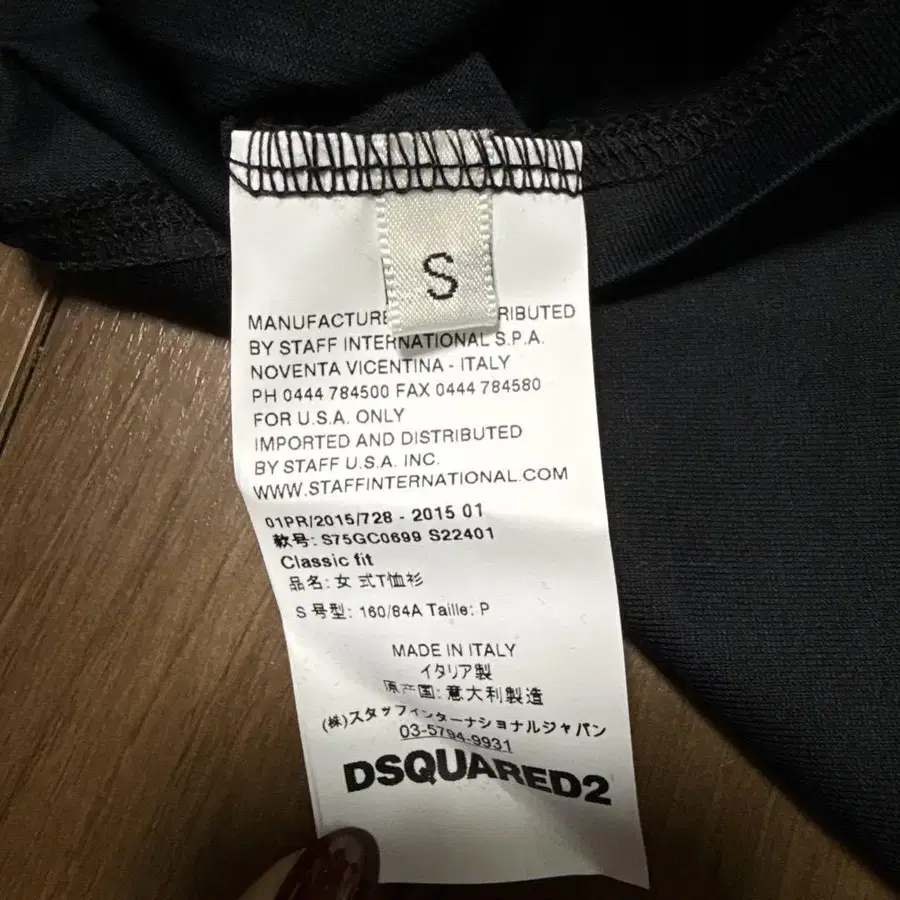 S
MANUFACTURE RIBUTED
BY STAFF INTERNATIONAL S.P.A.
NOVENTA VICENTINA - ITALY
PH 0444 784500 FAX 0444 784580
FOR U.S.A. ONLY
IMPORTED AND DISTRIBUTED
BY STAFF U.S.A. INC.
WWW.STAFFINTERNATIONAL.COM
01PR/2015/728 - 2015 01
款号: S75GC0699 S22401
Classic fit
品名: 女 式T恤衫
S 号型: 160/84A Taille: P
MADE IN ITALY
イタリア製
原产国: 意大利製造
(株)スタッフインターナショナルジャパン
03-5794-9931
DSQUARED2